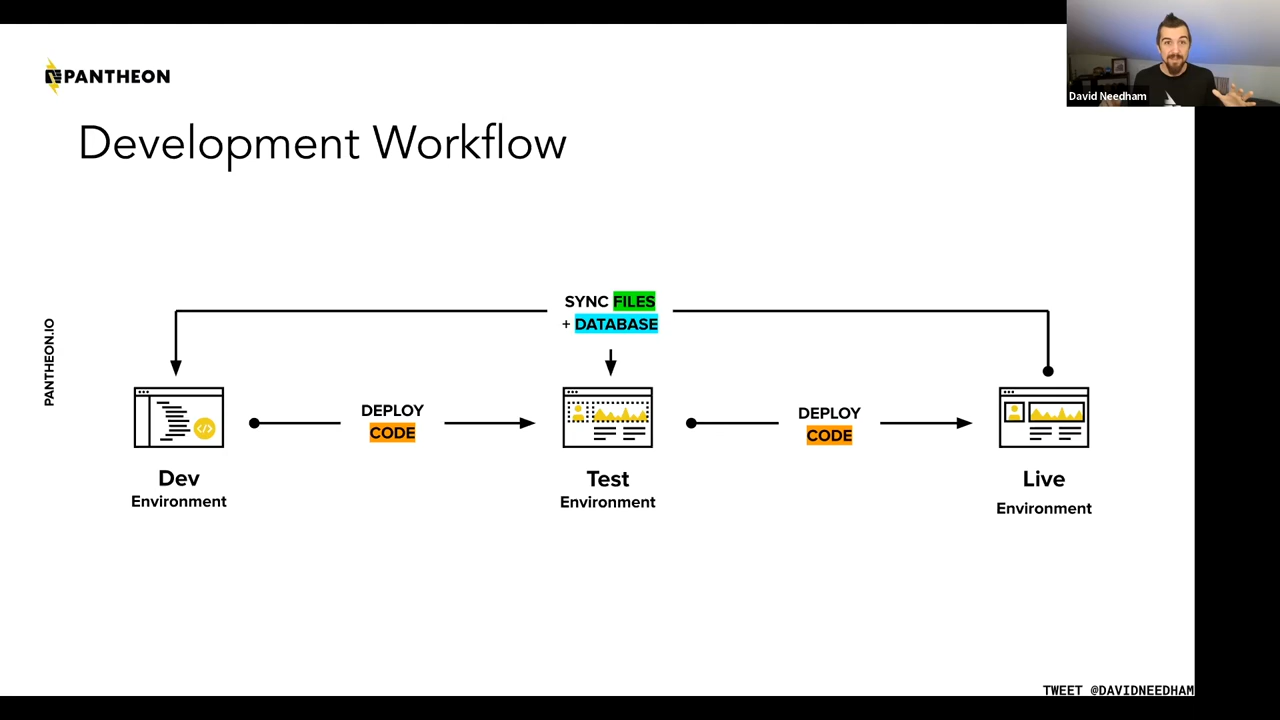 PANTHEON
David Needham
Development Workflow
PANTHEON.IO
SYNC FILES
+ DATABASE
DEPLOY
CODE
DEPLOY
CODE
Dev
Environment
Test
Environment
Live
Environment
TWEET @DAVIDNEEDHAM